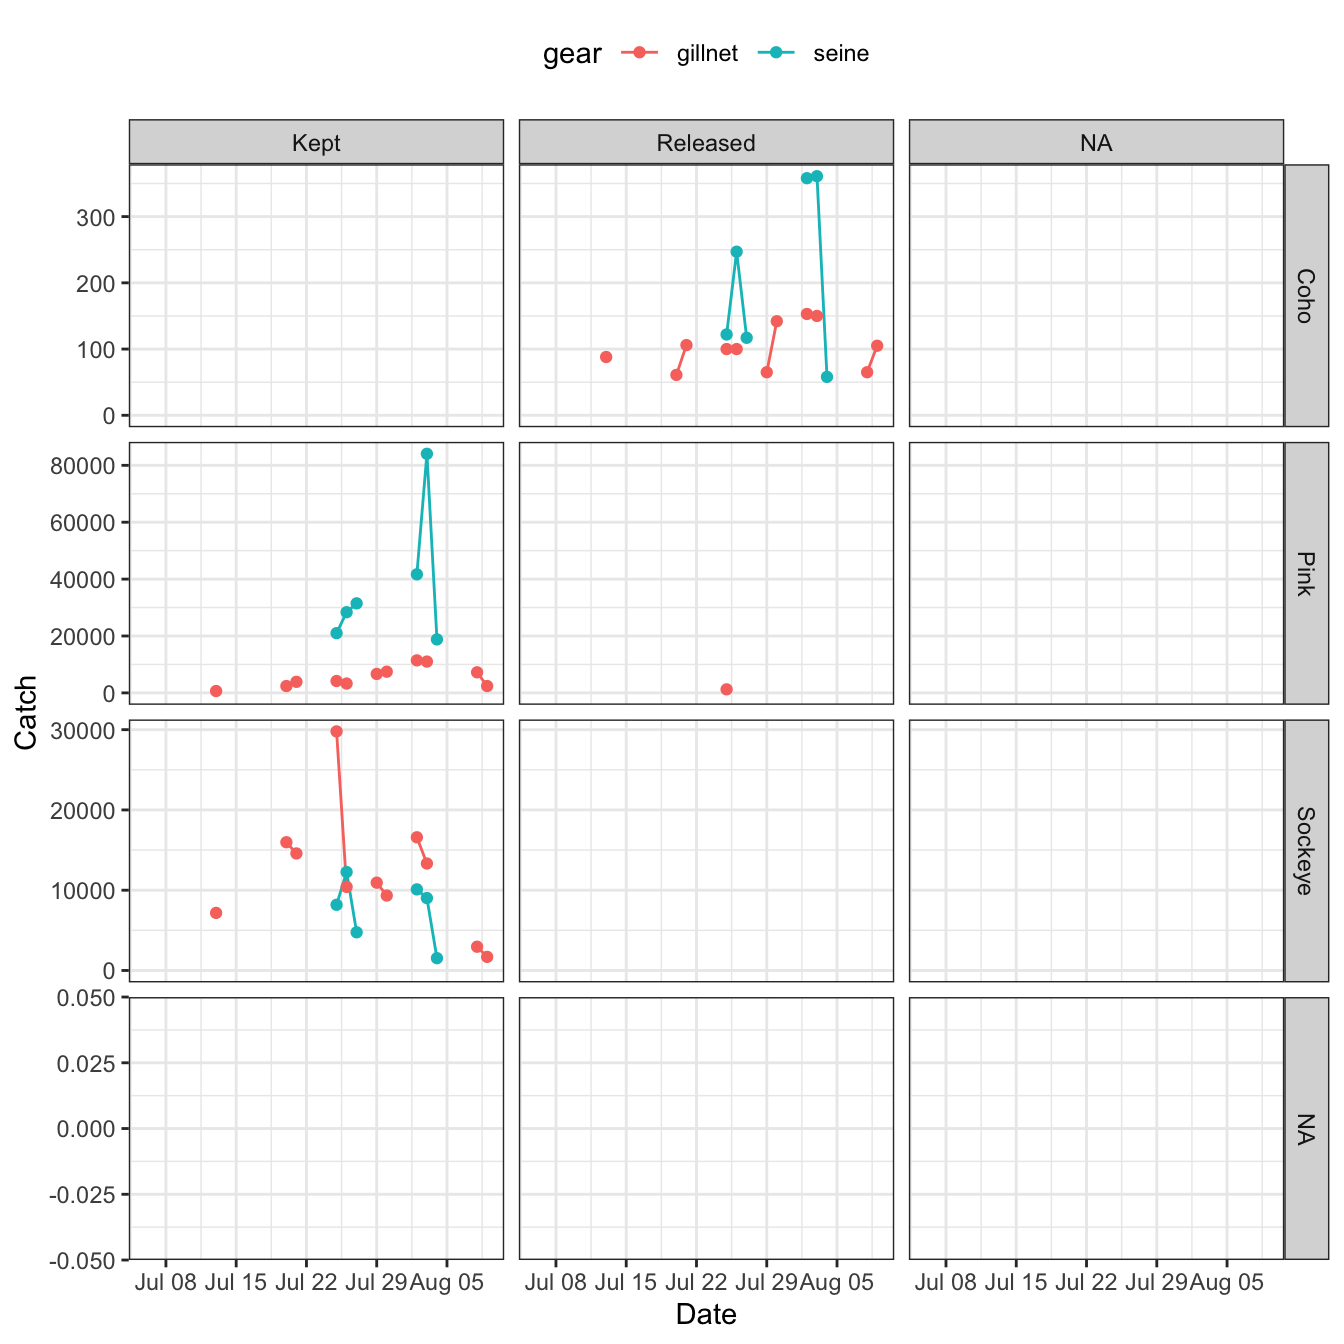 gear gillnet seine
Kept Released NA
300
200
100
0
Coho
80000
60000
40000
20000
0
Pink
Catch
30000
20000
10000
0
Sockeye
0.050
0.025
0.000
-0.025
-0.050
NA
Jul 08 Jul 15 Jul 22 Jul 29 Aug 05 Jul 08 Jul 15 Jul 22 Jul 29 Aug 05 Jul 08 Jul 15 Jul 22 Jul 29 Aug 05
Date